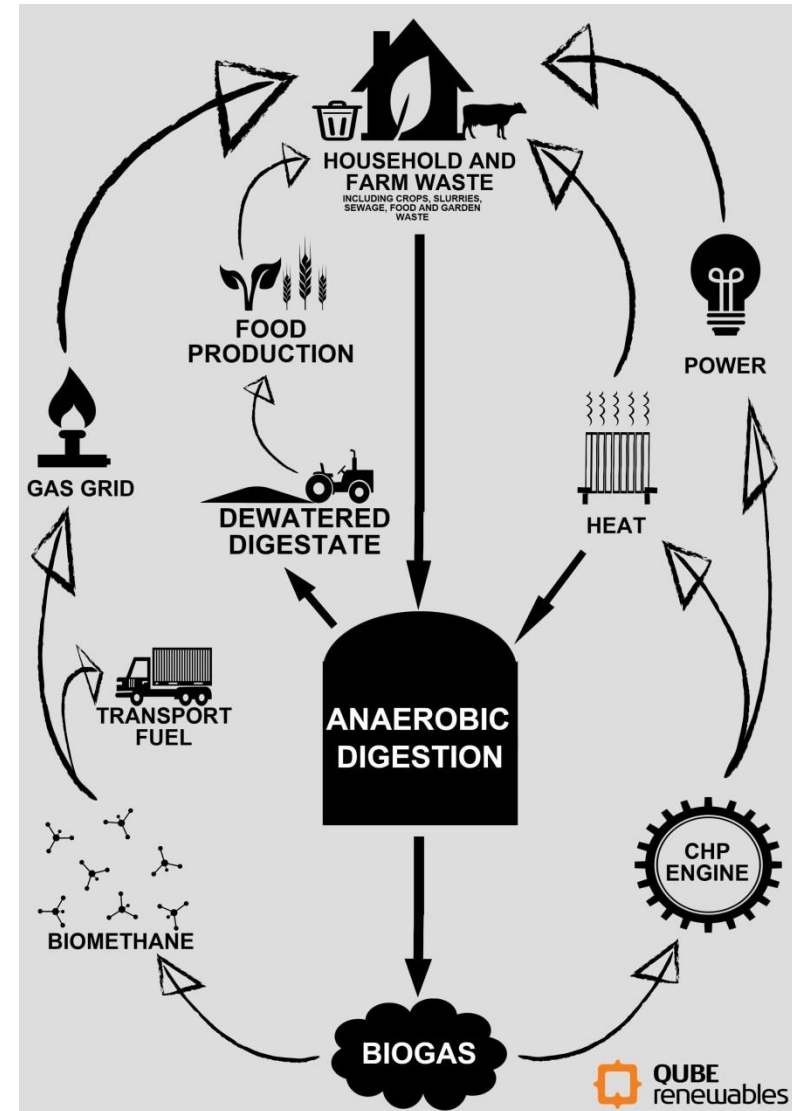 HOUSEHOLD AND
FARM WASTE
INCLUDING CROPS, SLURRIES,
SEWAGE, FOOD AND GARDEN
WASTE
FOOD
PRODUCTION
POWER
GAS GRID
DEWATERED
DIGESTATE
HEAT
TRANSPORT
FUEL
ANAEROBIC
DIGESTION
CHP
ENGINE
BIOMETHANE
BIOGAS
QUBE
renewables